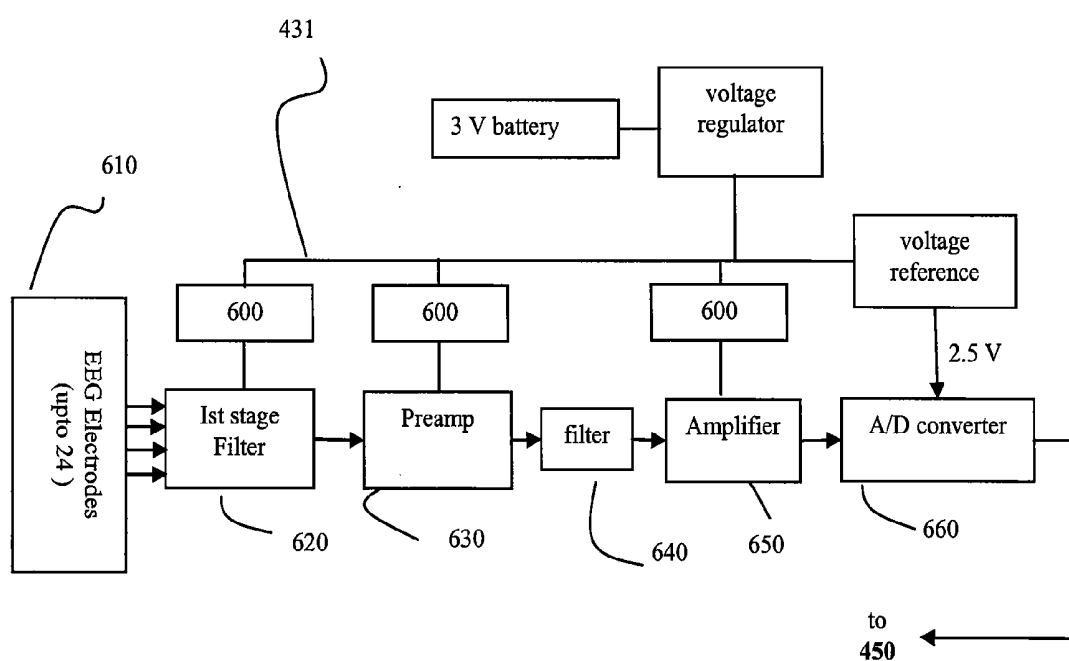 431
voltage
regulator
3 V battery
610
voltage
reference
600
600
600
2.5 V
EEG Electrodes
(upto 24 )
Ist stage
Filter
Preamp
filter
Amplifier
A/D converter
620
630
640
650
660
to
450